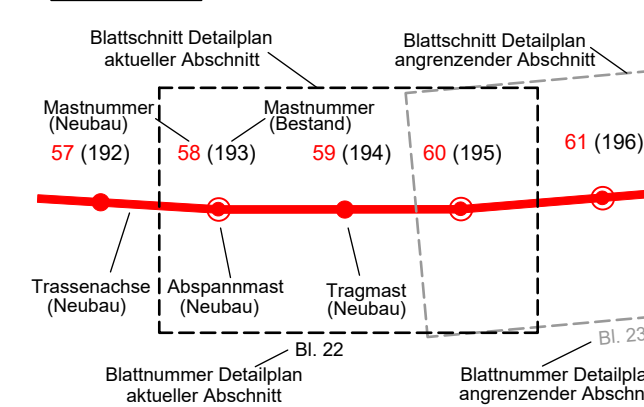 Blattschnitt Detailplan
aktueller Abschnitt
Blattschnitt Detailplan
angrenzender Abschnitt
Mastnummer
(Neubau)
Mastnummer
(Bestand)
57 (192)
58 (193)
59 (194)
60 (195)
61 (196)
Trassenachse
(Neubau)
Abspannmast
(Neubau)
Tragmast
(Neubau)
Bl. 22
Bl. 23
Blattnummer Detailplan
aktueller Abschnitt
Blattnummer Detailpla
angrenzender Abschn